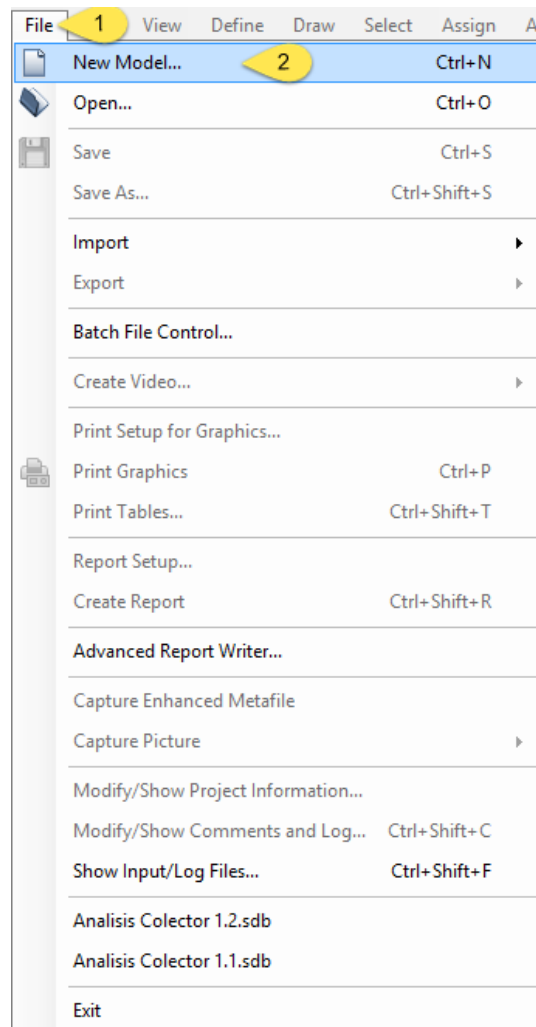 File 1 View Define Draw Select Assign A
New Model... 2 Ctrl+N
Open... Ctrl+O
Save Ctrl+S
Save As... Ctrl+Shift+S
Import
Export
Batch File Control...
Create Video...
Print Setup for Graphics...
Print Graphics Ctrl+P
Print Tables... Ctrl+Shift+T
Report Setup...
Create Report Ctrl+Shift+R
Advanced Report Writer...
Capture Enhanced Metafile
Capture Picture
Modify/Show Project Information...
Modify/Show Comments and Log... Ctrl+Shift+C
Show Input/Log Files... Ctrl+Shift+F
Analisis Colector 1.2.sdb
Analisis Colector 1.1.sdb
Exit